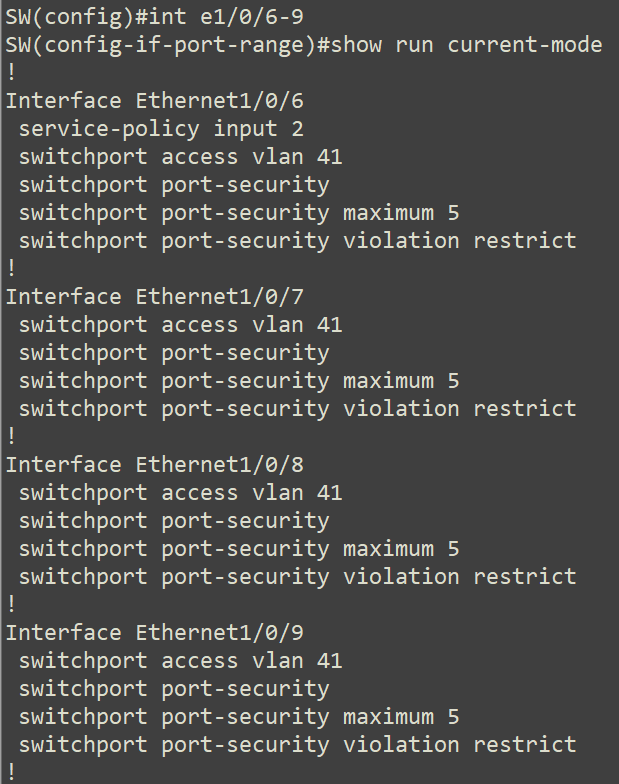 SW(config)#int e1/0/6-9
SW(config-if-port-range)#show run current-mode
!
Interface Ethernet1/0/6
 service-policy input 2
 switchport access vlan 41
 switchport port-security
 switchport port-security maximum 5
 switchport port-security violation restrict
!
Interface Ethernet1/0/7
 switchport access vlan 41
 switchport port-security
 switchport port-security maximum 5
 switchport port-security violation restrict
!
Interface Ethernet1/0/8
 switchport access vlan 41
 switchport port-security
 switchport port-security maximum 5
 switchport port-security violation restrict
!
Interface Ethernet1/0/9
 switchport access vlan 41
 switchport port-security
 switchport port-security maximum 5
 switchport port-security violation restrict
!